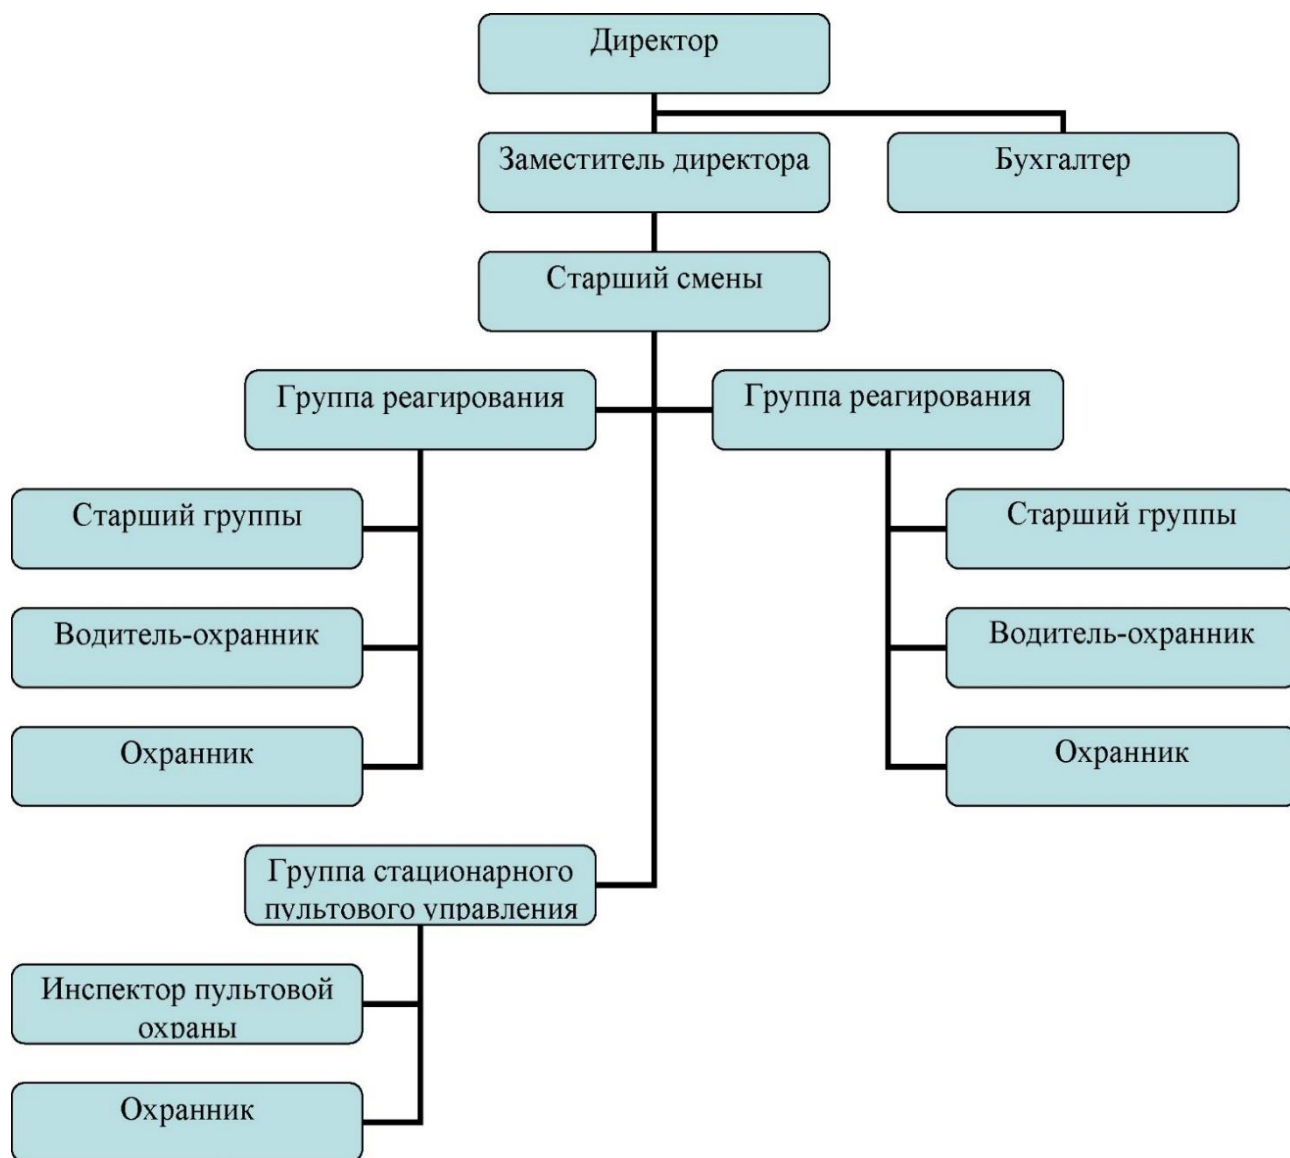 Директор
Заместитель директора
Бухгалтер
Старший смены
Группа реагирования
Группа реагирования
Старший группы
Старший группы
Водитель-охранник
Водитель-охранник
Охранник
Охранник
Группа стационарного
пультового управления
Инспектор пультовой
охраны
Охранник